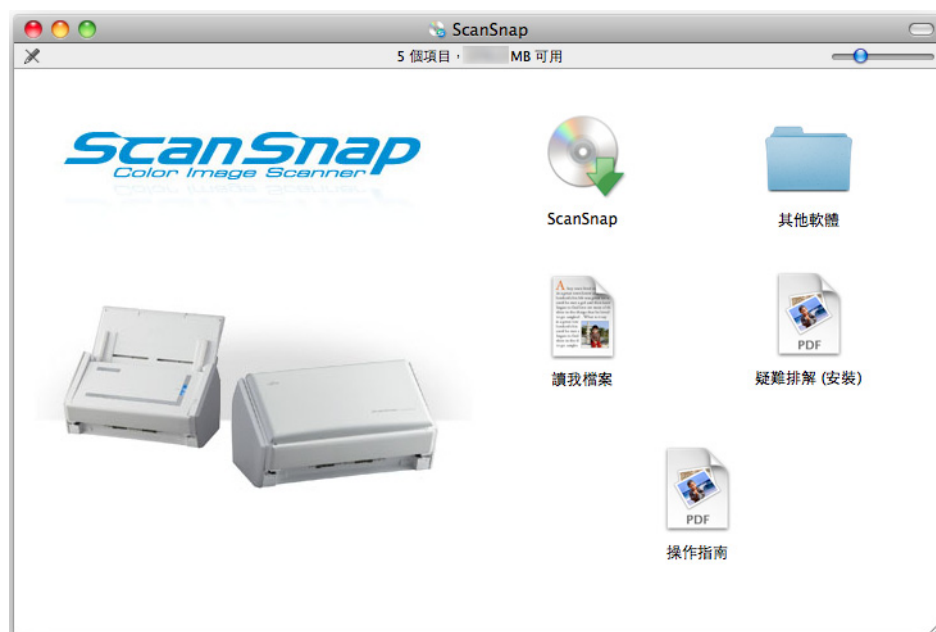 ScanSnap
5 個項目， MB 可用
ScanSnap
Color Image Scanner
ScanSnap
其他軟體
讀我檔案
PDF
疑難排解 (安裝)
PDF
操作指南